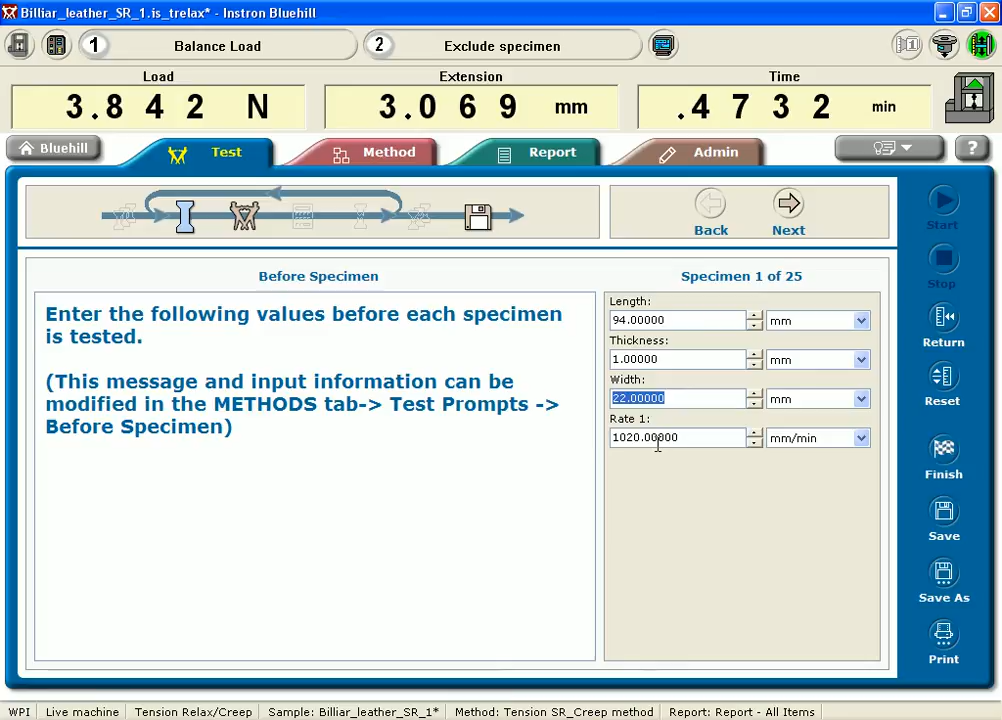 Billiar_leather_SR_1.is_trelax* - Instron Bluehill
1 Balance Load 2 Exclude specimen
Load Extension Time
3.842 N 3.069 mm .4732 min
Bluehill Test Method Report Admin ?
Back Next
Before Specimen
Specimen 1 of 25
Enter the following values before each specimen
is tested.
(This message and input information can be
modified in the METHODS tab-> Test Prompts ->
Before Specimen)
Length:
94.00000 mm
Thickness:
1.00000 mm
Width:
22.00000 mm
Rate 1:
1020.00000 mm/min
Start
Stop
Return
Reset
Finish
Save
Save As
Print
WPI Live machine Tension Relax/Creep Sample: Billiar_leather_SR_1* Method: Tension SR_Creep method Report: Report - All Items